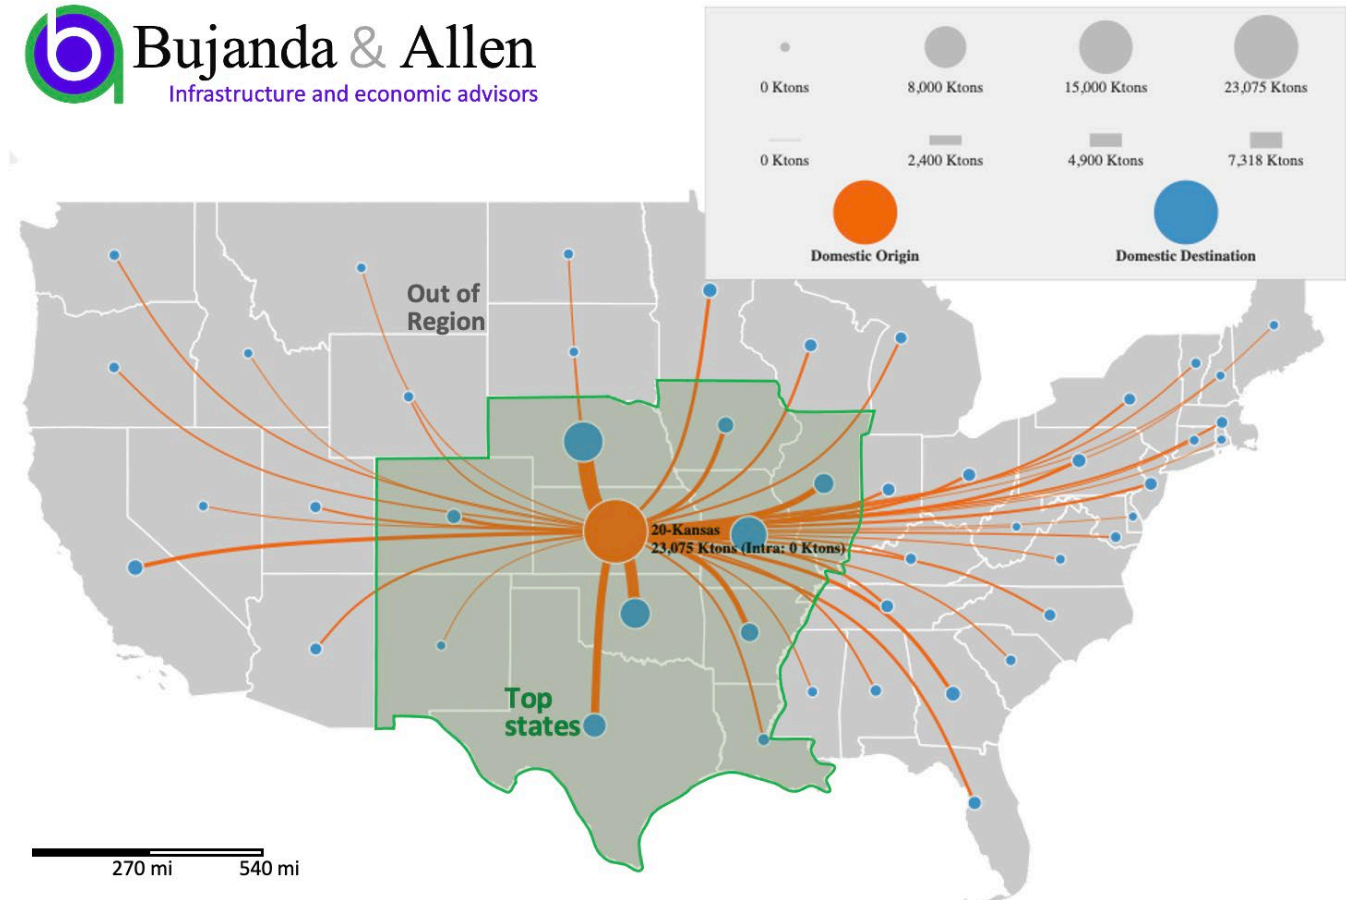 Bujanda & Allen
Infrastructure and economic advisors
0 Ktons
8,000 Ktons
15,000 Ktons
23,075 Ktons
0 Ktons
2,400 Ktons
4,900 Ktons
7,318 Ktons
Domestic Origin
Domestic Destination
Out of
Region
20-Kansas
23,075 Ktons (Intra: 0 Ktons)
Top
states
270 mi
540 mi